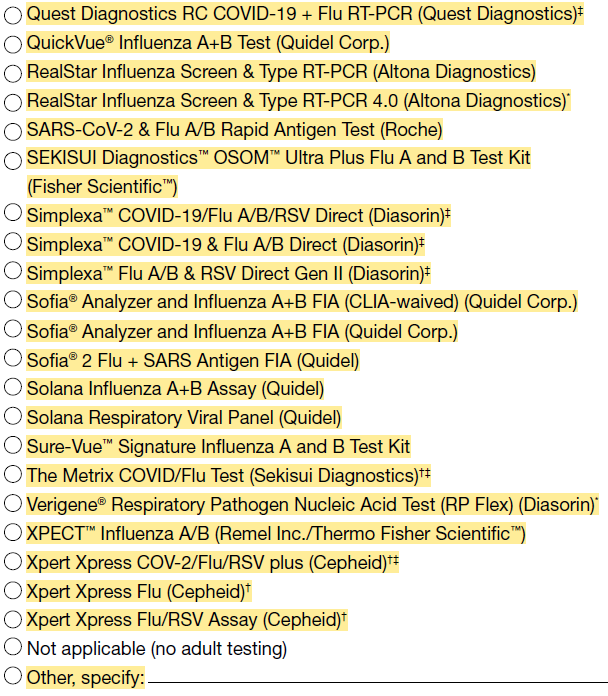 Quest Diagnostics RC COVID-19 + Flu RT-PCR (Quest Diagnostics)‡
QuickVue® Influenza A+B Test (Quidel Corp.)
RealStar Influenza Screen & Type RT-PCR (Altona Diagnostics)
RealStar Influenza Screen & Type RT-PCR 4.0 (Altona Diagnostics)*
SARS-CoV-2 & Flu A/B Rapid Antigen Test (Roche)
SEKISUI Diagnostics™ OSOM™ Ultra Plus Flu A and B Test Kit
(Fisher Scientific™)
Simplexa™ COVID-19/Flu A/B/RSV Direct (Diasorin)‡
Simplexa™ COVID-19 & Flu A/B Direct (Diasorin)‡
Simplexa™ Flu A/B & RSV Direct Gen II (Diasorin)‡
Sofia® Analyzer and Influenza A+B FIA (CLIA-waived) (Quidel Corp.)
Sofia® Analyzer and Influenza A+B FIA (Quidel Corp.)
Sofia® 2 Flu + SARS Antigen FIA (Quidel)
Solana Influenza A+B Assay (Quidel)
Solana Respiratory Viral Panel (Quidel)
Sure-Vue™ Signature Influenza A and B Test Kit
The Metrix COVID/Flu Test (Sekisui Diagnostics)†‡
Verigene® Respiratory Pathogen Nucleic Acid Test (RP Flex) (Diasorin)*
XPECT™ Influenza A/B (Remel Inc./Thermo Fisher Scientific™)
Xpert Xpress COV-2/Flu/RSV plus (Cepheid)†‡
Xpert Xpress Flu (Cepheid)†
Xpert Xpress Flu/RSV Assay (Cepheid)†
Not applicable (no adult testing)
Other, specify: